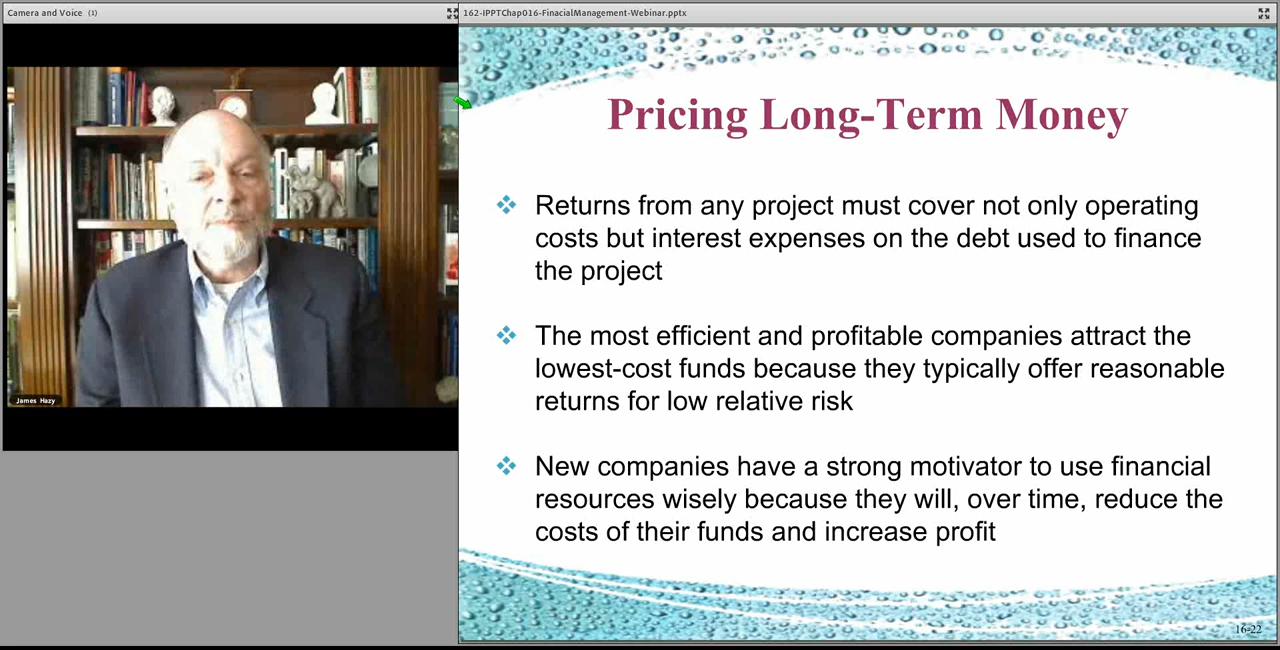 Camera and Voice (1)
162-IPPTChap016-FinacialManagement-Webinar.pptx
James Hazy
Pricing Long-Term Money
Returns from any project must cover not only operating
costs but interest expenses on the debt used to finance
the project
The most efficient and profitable companies attract the
lowest-cost funds because they typically offer reasonable
returns for low relative risk
New companies have a strong motivator to use financial
resources wisely because they will, over time, reduce the
costs of their funds and increase profit
16-22